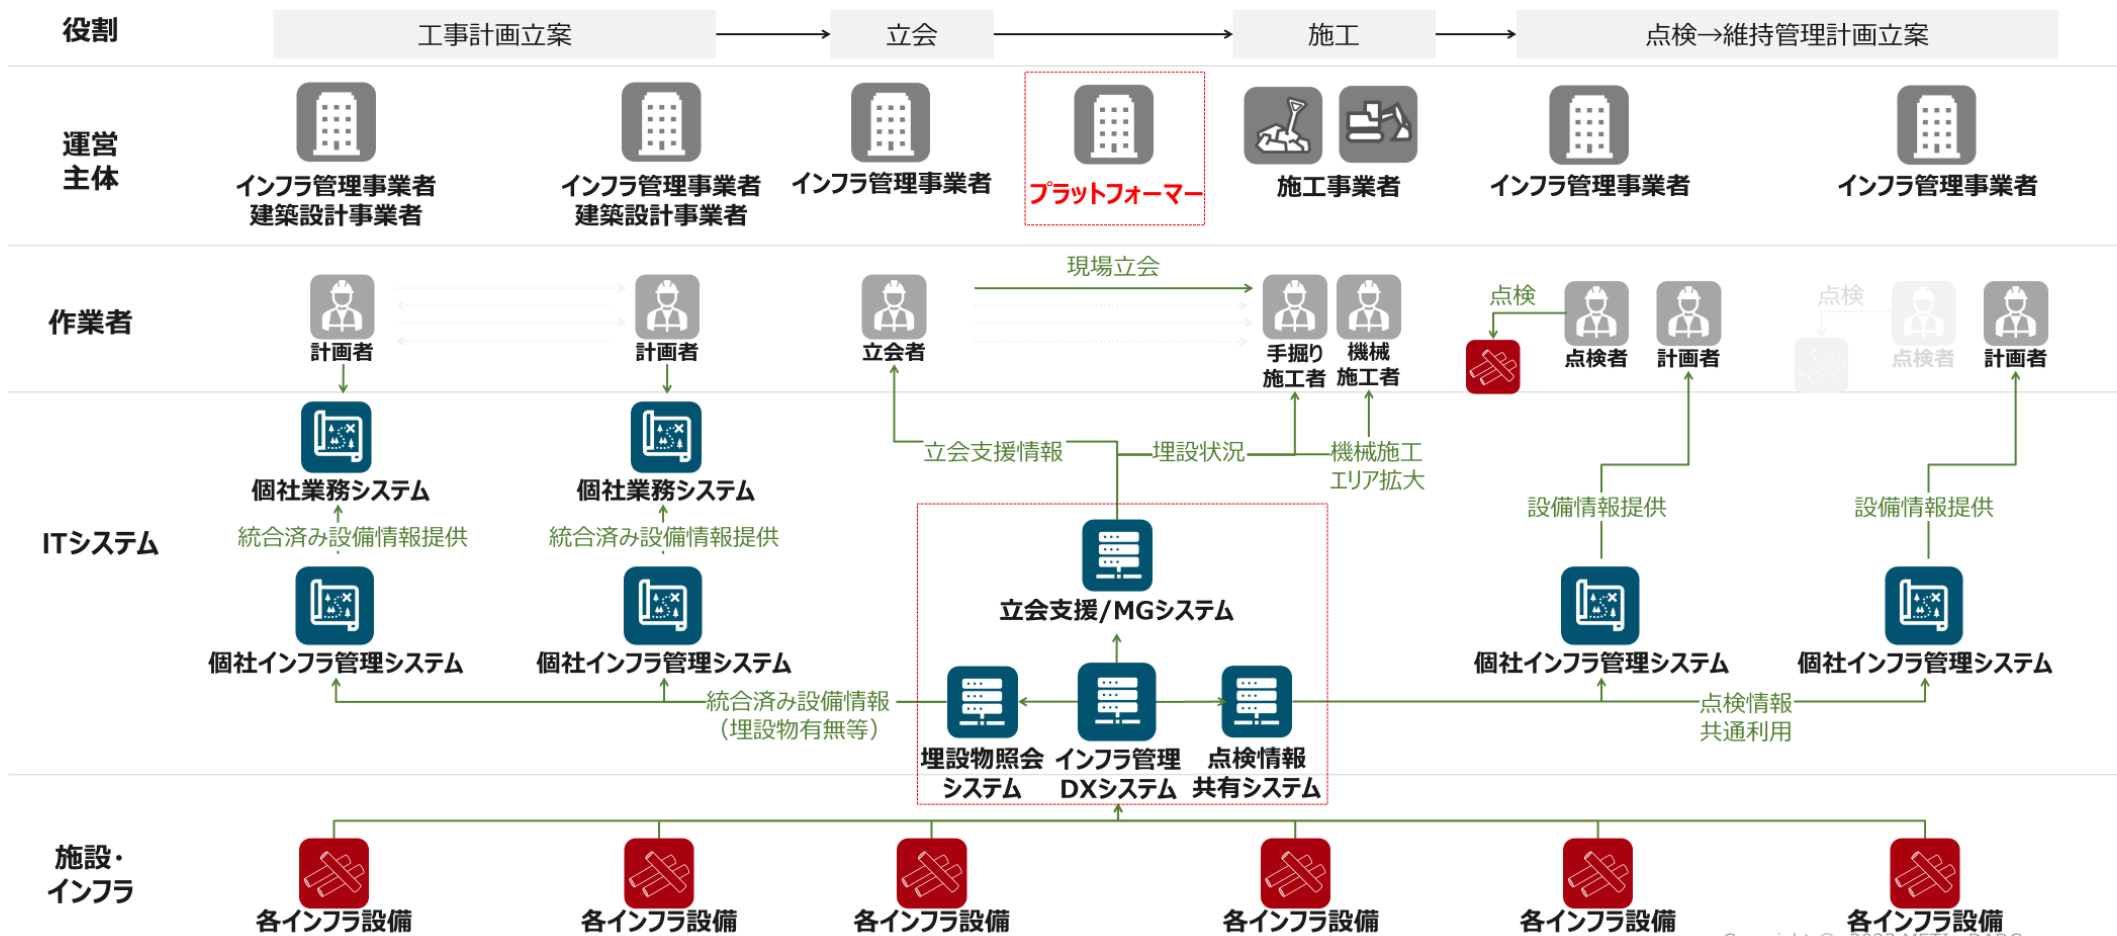 役割
工事計画立案
立会
施工
点検→維持管理計画立案
運営
主体
インフラ管理事業者
建築設計事業者
インフラ管理事業者
建築設計事業者
インフラ管理事業者
プラットフォーマー
施工事業者
インフラ管理事業者
インフラ管理事業者
作業者
計画者
計画者
立会者
現場立会
手掘り
施工者
機械
施工者
点検
点検者
計画者
点検
点検者
計画者
ITシステム
個社業務システム
個社業務システム
統合済み設備情報提供
統合済み設備情報提供
個社インフラ管理システム
個社インフラ管理システム
統合済み設備情報
（埋設物有無等）
立会支援情報
埋設状況
機械施工
エリア拡大
立会支援/MGシステム
埋設物照会
システム
インフラ管理
DXシステム
点検情報
共有システム
設備情報提供
設備情報提供
個社インフラ管理システム
個社インフラ管理システム
点検情報
共通利用
施設・
インフラ
各インフラ設備
各インフラ設備
各インフラ設備
各インフラ設備
各インフラ設備
各インフラ設備